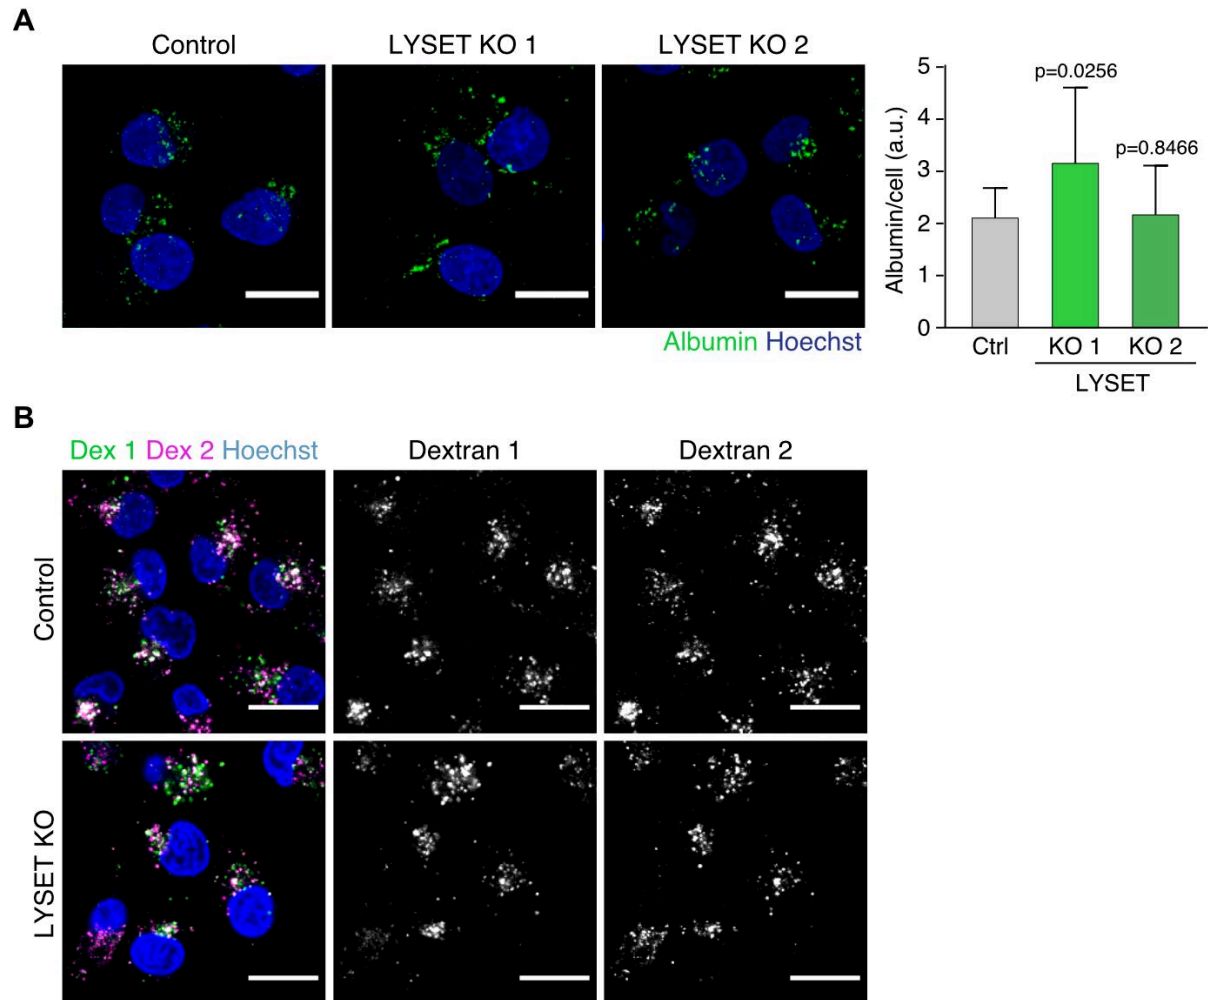 A
Control
LYSET KO 1
LYSET KO 2
Albumin Hoechst
Albumin/cell (a.u.)
5
4
3
2
1
0
p=0.0256
p=0.8466
Ctrl
KO 1
KO 2
LYSET
B
Dex 1 Dex 2 Hoechst
Dextran 1
Dextran 2
Control
LYSET KO